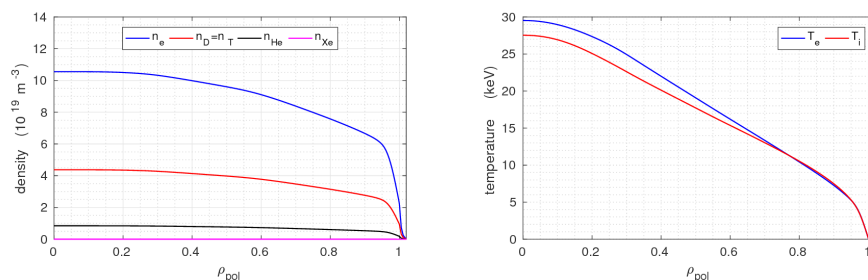 14
12
10
8
6
4
2
0
density (10 19 m-3)
n_e n_D=n_T n_He n_Xe
0 0.2 0.4 0.6 0.8 1
ρ_pol
30
25
20
15
10
5
0
temperature (keV)
T_e T_i
0 0.2 0.4 0.6 0.8 1
ρ_pol